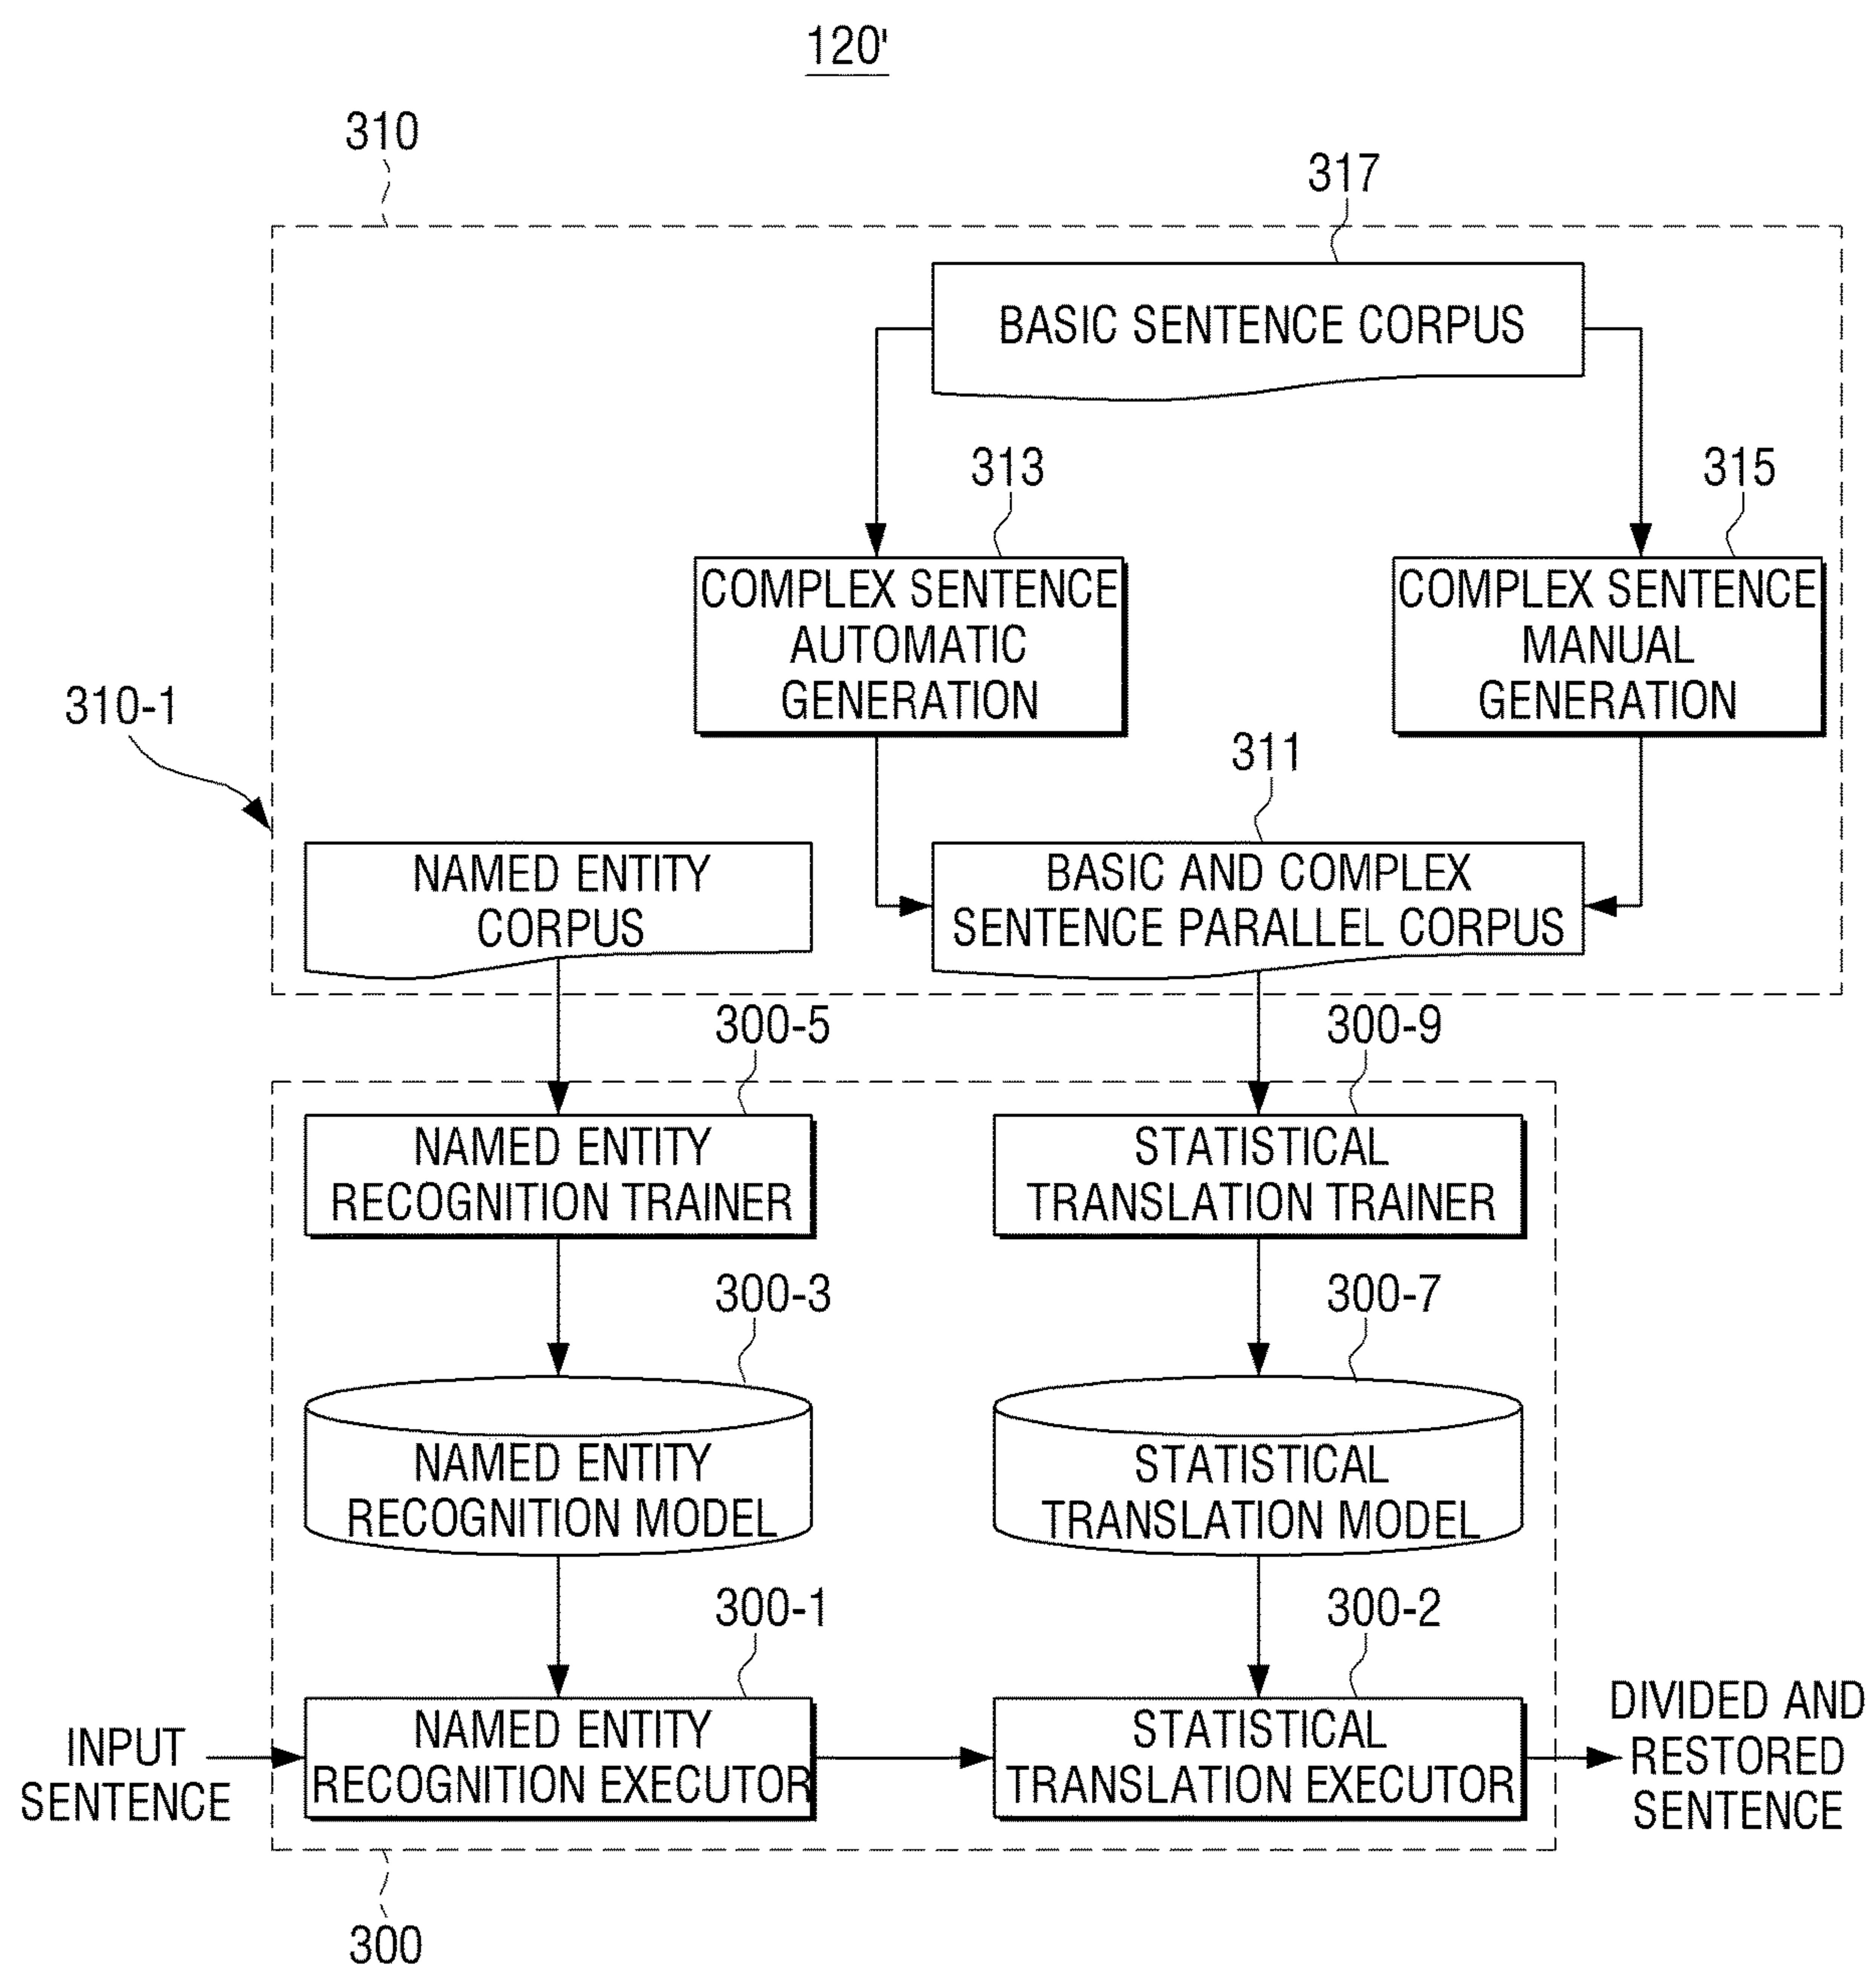 120'
310
317
BASIC SENTENCE CORPUS
313
315
COMPLEX SENTENCE
AUTOMATIC
GENERATION
COMPLEX SENTENCE
MANUAL
GENERATION
310-1
311
NAMED ENTITY
CORPUS
BASIC AND COMPLEX
SENTENCE PARALLEL CORPUS
300-5
300-9
NAMED ENTITY
RECOGNITION TRAINER
STATISTICAL
TRANSLATION TRAINER
300-3
300-7
NAMED ENTITY
RECOGNITION MODEL
STATISTICAL
TRANSLATION MODEL
300-1
300-2
INPUT
SENTENCE
NAMED ENTITY
RECOGNITION EXECUTOR
STATISTICAL
TRANSLATION EXECUTOR
DIVIDED AND
RESTORED
SENTENCE
300